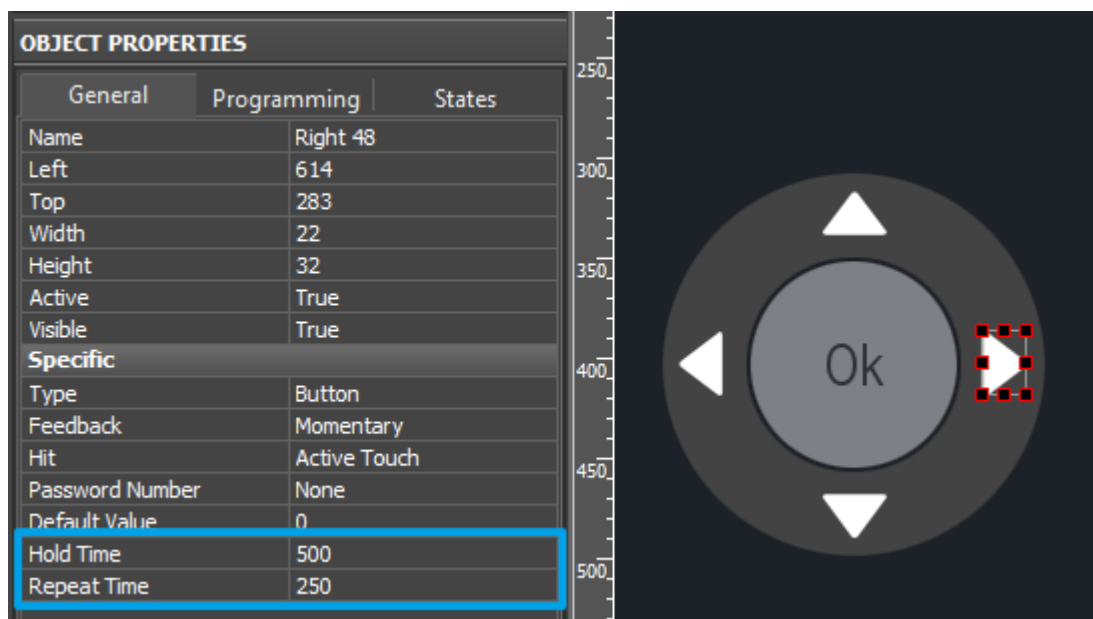 OBJECT PROPERTIES
General Programming States
Name Right 48
Left 614
Top 283
Width 22
Height 32
Active True
Visible True
Specific
Type Button
Feedback Momentary
Hit Active Touch
Password Number None
Default Value 0
Hold Time 500
Repeat Time 250
250
300
350
400
450
500
Ok